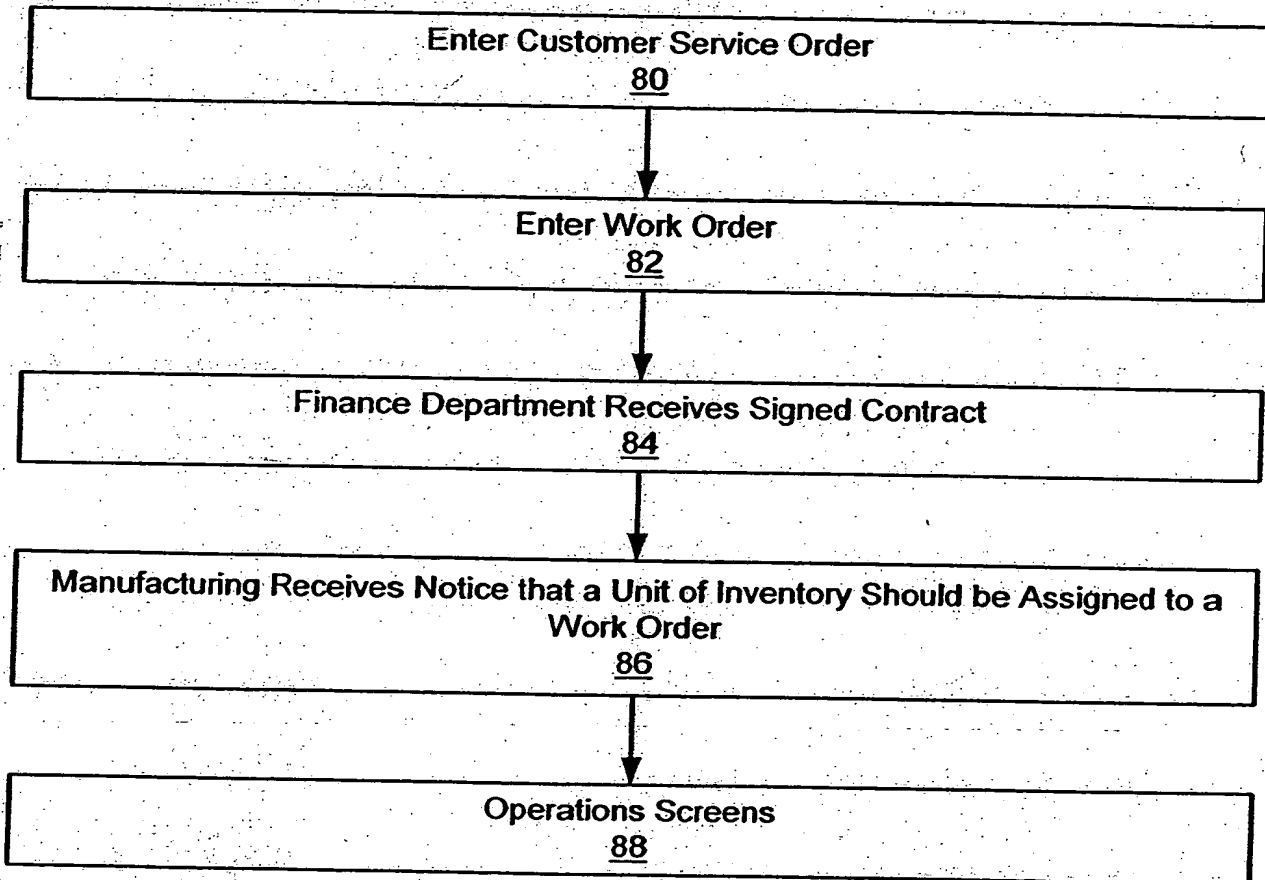 Enter Customer Service Order
80
Enter Work Order
82
Finance Department Receives Signed Contract
84
Manufacturing Receives Notice that a Unit of Inventory Should be Assigned to a
Work Order
86
Operations Screens
88